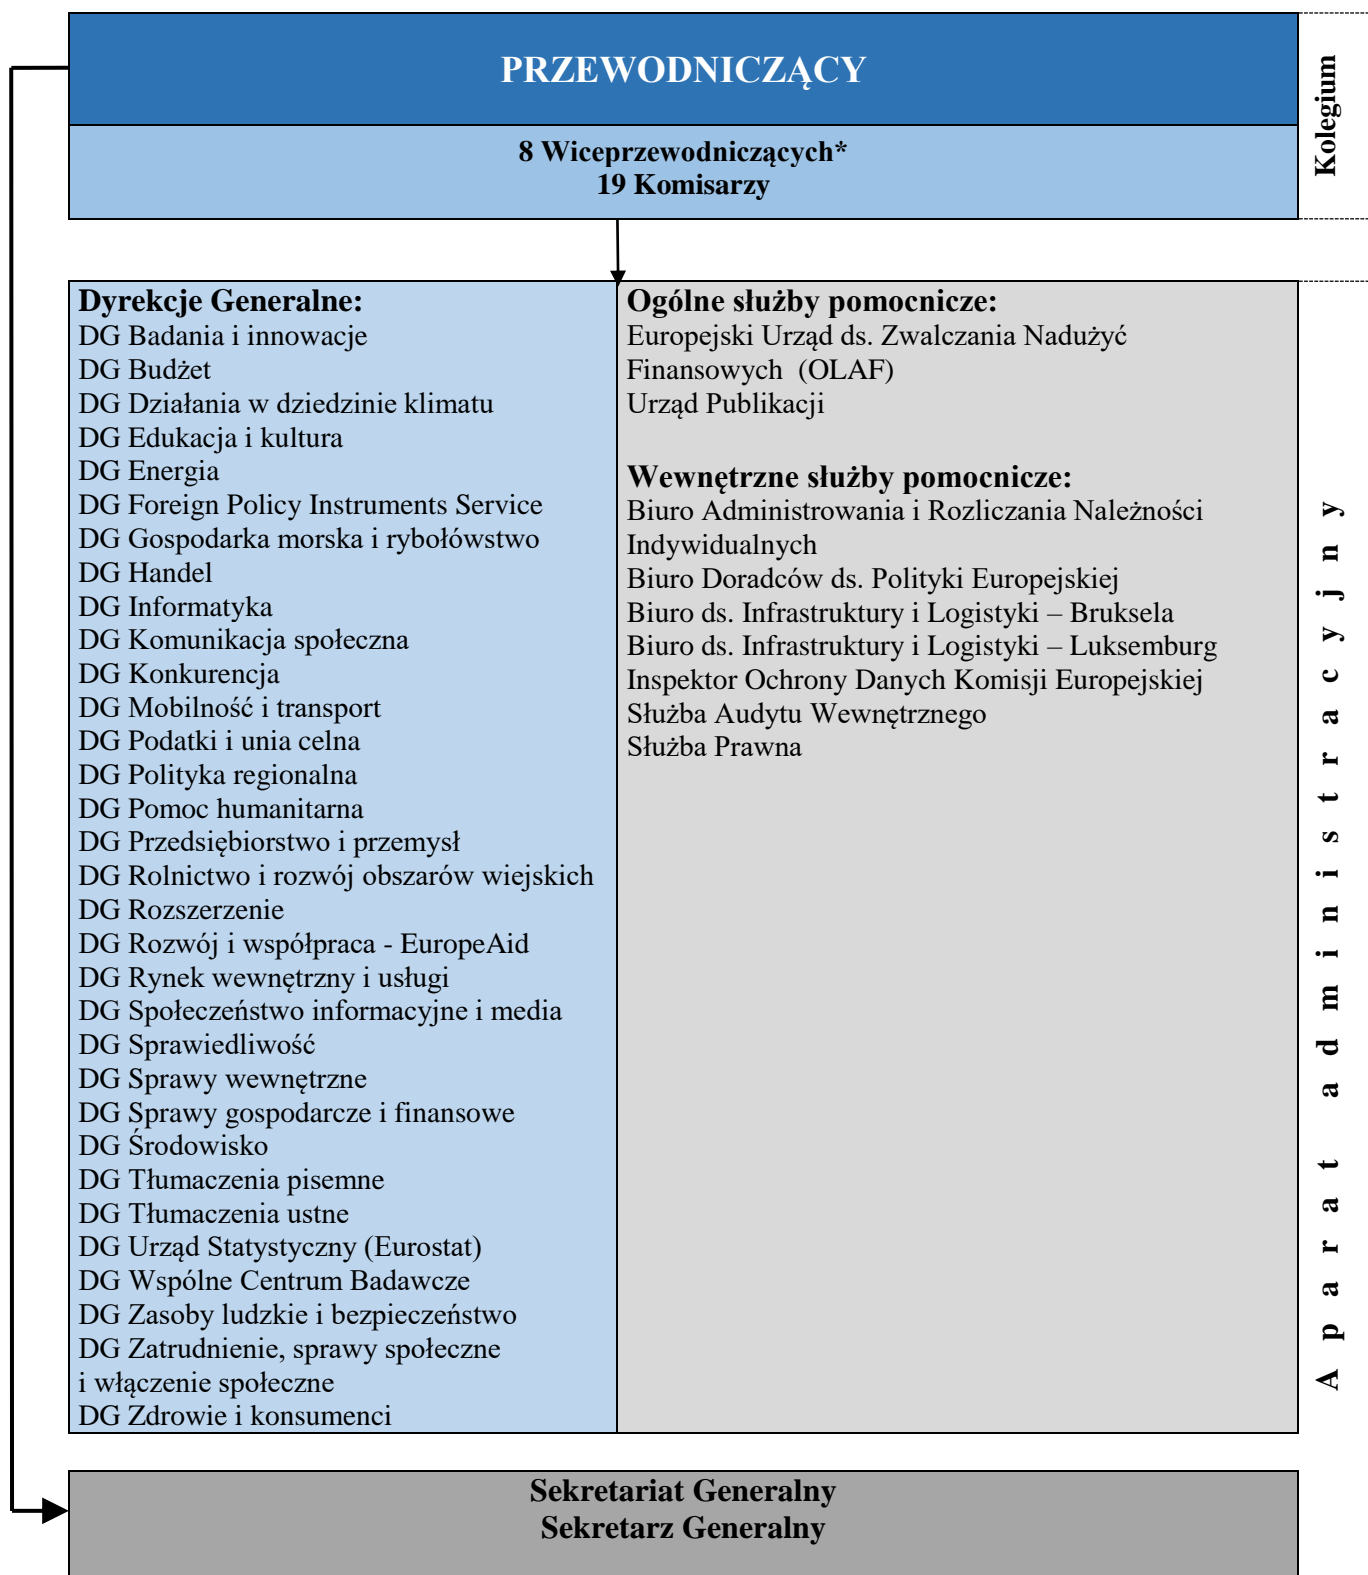 PRZEWODNICZĄCY
8 Wiceprzewodniczących*
19 Komisarzy
Kolegium
Dyrekcje Generalne:
DG Badania i innowacje
DG Budżet
DG Działania w dziedzinie klimatu
DG Edukacja i kultura
DG Energia
DG Foreign Policy Instruments Service
DG Gospodarka morska i rybołówstwo
DG Handel
DG Informatyka
DG Komunikacja społeczna
DG Konkurencja
DG Mobilność i transport
DG Podatki i unia celna
DG Polityka regionalna
DG Pomoc humanitarna
DG Przedsiębiorstwo i przemysł
DG Rolnictwo i rozwój obszarów wiejskich
DG Rozszerzenie
DG Rozwój i współpraca - EuropeAid
DG Rynek wewnętrzny i usługi
DG Społeczeństwo informacyjne i media
DG Sprawiedliwość
DG Sprawy wewnętrzne
DG Sprawy gospodarcze i finansowe
DG Środowisko
DG Tłumaczenia pisemne
DG Tłumaczenia ustne
DG Urząd Statystyczny (Eurostat)
DG Wspólne Centrum Badawcze
DG Zasoby ludzkie i bezpieczeństwo
DG Zatrudnienie, sprawy społeczne
i włączenie społeczne
DG Zdrowie i konsumenci
Ogólne służby pomocnicze:
Europejski Urząd ds. Zwalczania Nadużyć
Finansowych (OLAF)
Urząd Publikacji
Wewnętrzne służby pomocnicze:
Biuro Administrowania i Rozliczania Należności
Indywidualnych
Biuro Doradców ds. Polityki Europejskiej
Biuro ds. Infrastruktury i Logistyki – Bruksela
Biuro ds. Infrastruktury i Logistyki – Luksemburg
Inspektor Ochrony Danych Komisji Europejskiej
Służba Audytu Wewnętrznego
Służba Prawna
Aparat administracyjny
Sekretariat Generalny
Sekretarz Generalny